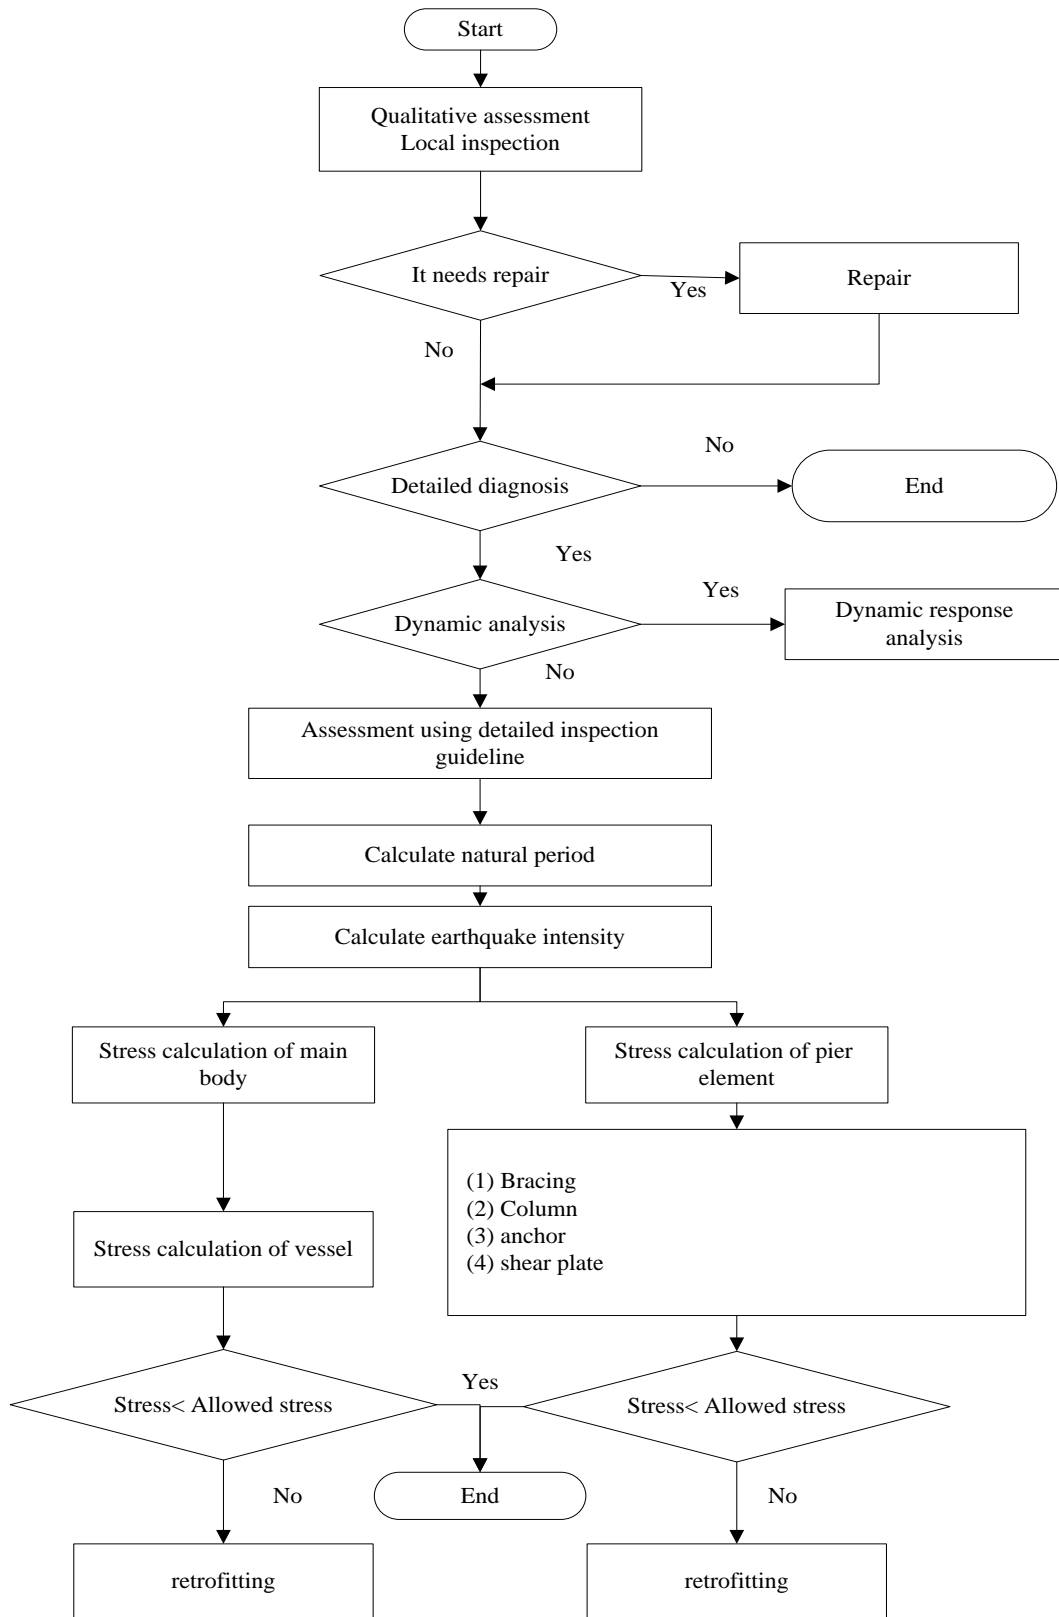 Start
Qualitative assessment
Local inspection
It needs repair
Yes
Repair
No
No
Detailed diagnosis
End
Yes
Yes
Dynamic analysis
Dynamic response
analysis
No
Assessment using detailed inspection
guideline
Calculate natural period
Calculate earthquake intensity
Stress calculation of main
body
Stress calculation of pier
element
(1) Bracing
(2) Column
(3) anchor
(4) shear plate
Stress calculation of vessel
Stress< Allowed stress
Yes
Stress< Allowed stress
No
End
No
retrofitting
retrofitting